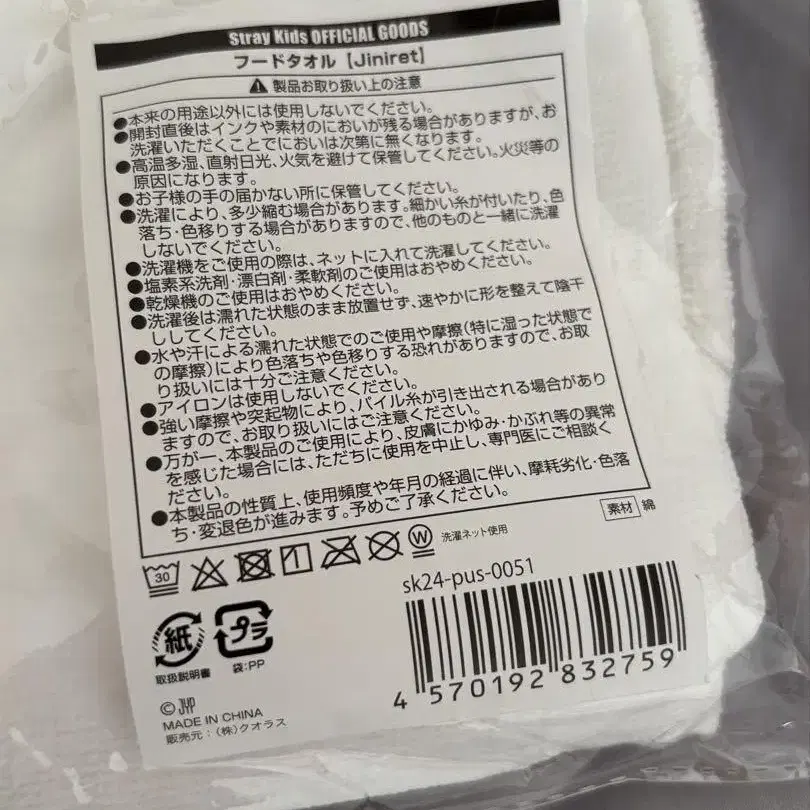 Stray Kids OFFICIAL GOODS
フードタオル【Jiniret】
⚠製品お取り扱い上の注意
●本来の用途以外には使用しないでください。
●開封直後はインクや素材のにおいが残る場合がありますが、お
洗濯いただくことでにおいは次第に無くなります。
●高温多湿、直射日光、火気を避けて保管してください。火災等の
原因になります。
●お子様の手の届かない所に保管してください。
●洗濯により、多少縮む場合があります。細かい糸が付いたり、色
落ち・色移りする場合がありますので、他のものと一緒に洗濯
しないでください。
●洗濯機をご使用の際は、ネットに入れて洗濯してください。
●塩素系洗剤・漂白剤・柔軟剤のご使用はおやめください。
●乾燥機のご使用はおやめください。
●洗濯後は濡れた状態のまま放置せず、速やかに形を整えて陰干
ししてください。
●水や汗による濡れた状態でのご使用や摩擦(特に湿った状態で
の摩擦)により色落ちや色移りする恐れがありますので、お取
り扱いには十分ご注意ください。
●アイロンは使用しないでください。
●強い摩擦や突起物により、パイル糸が引き出される場合があり
ますので、お取り扱いにはご注意ください。
●万が一、本製品のご使用により、皮膚にかゆみ・かぶれ等の異常
を感じた場合には、ただちに使用を中止し、専門医にご相談く
ださい。
●本製品の性質上、使用頻度や年月の経過に伴い、摩耗劣化・色落
ち・変退色が進みます。予めご了承ください。
素材 綿
30 W 洗濯ネット使用
sk24-pus-0051
紙 プラ
取扱説明書 袋:PP
4 570192 832759
©JYP
MADE IN CHINA
販売元:(株)クオラス